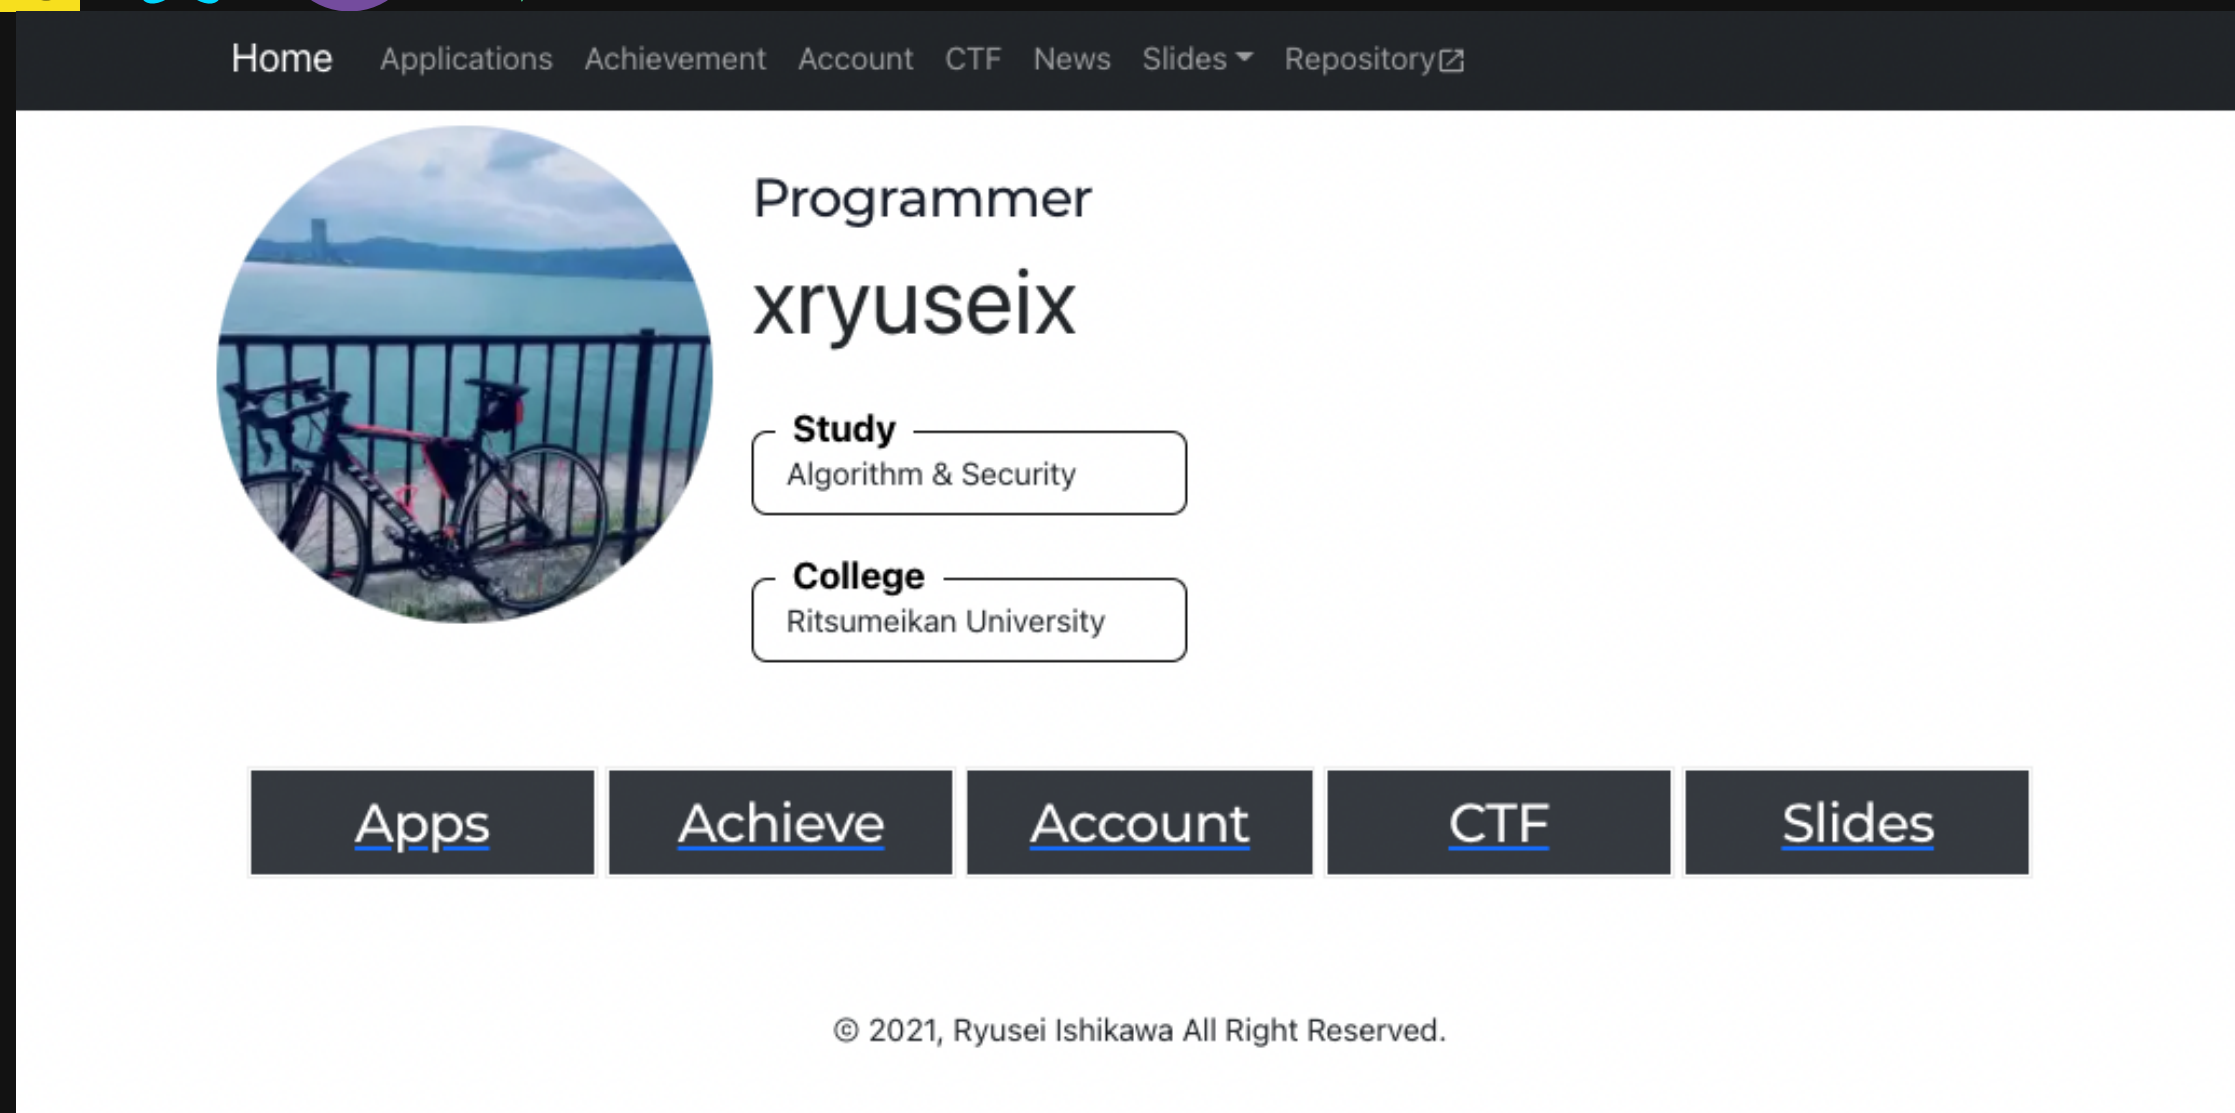 Home Applications Achievement Account CTF News Slides Repository
Programmer
xryuseix
Study
Algorithm & Security
College
Ritsumeikan University
Apps Achieve Account CTF Slides
© 2021, Ryusei Ishikawa All Right Reserved.